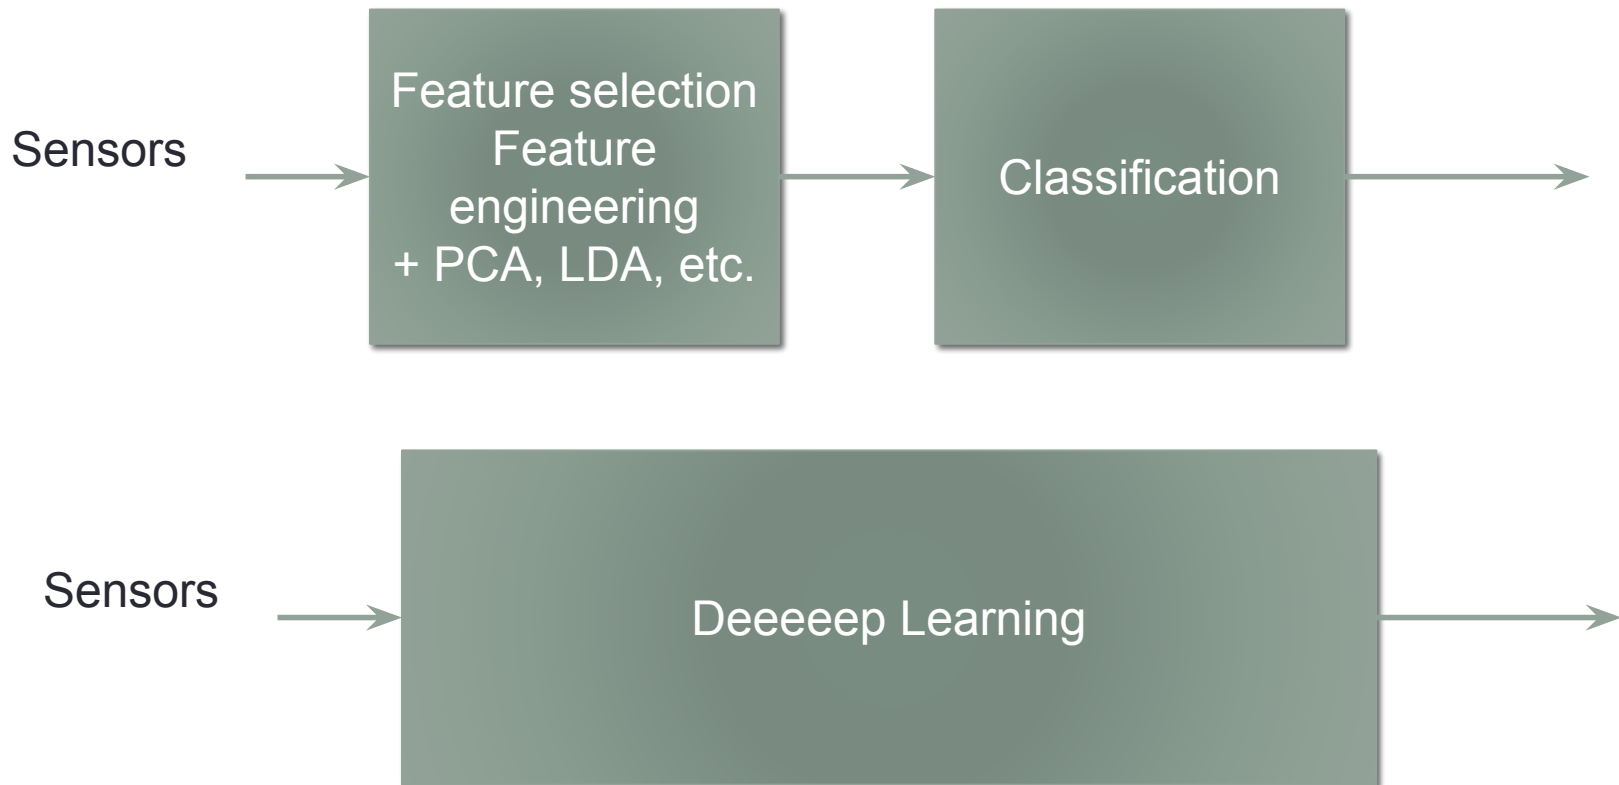 Sensors
Feature selection
Feature
engineering
+ PCA, LDA, etc.
Classification
Sensors
Deeeeep Learning